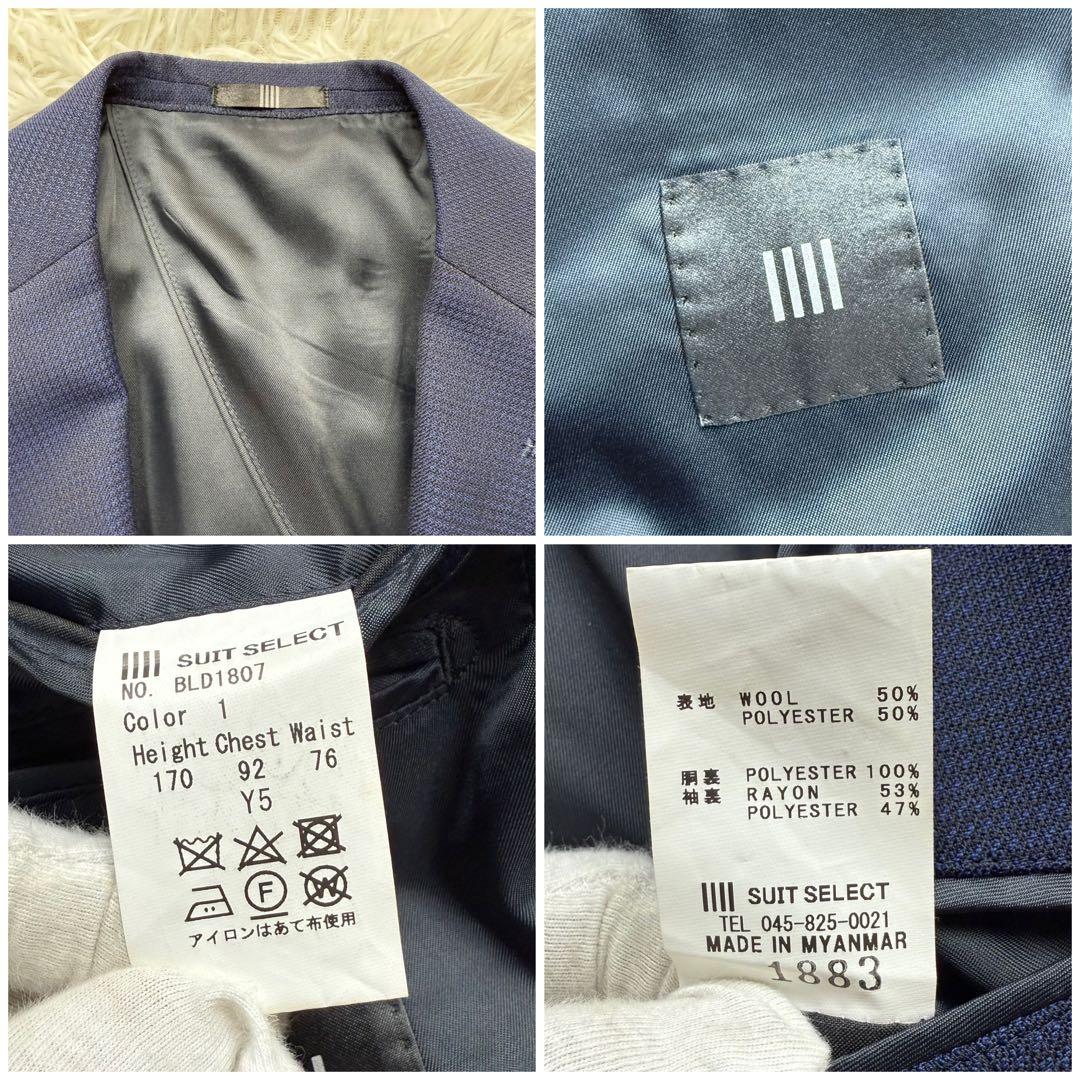 SUIT SELECT
NO. BLD1807
Color 1
Height Chest Waist
170 92 76
Y5
F
W
アイロンはあて布使用
表地 WOOL 50%
POLYESTER 50%
胴裏 POLYESTER 100%
袖裏 RAYON 53%
POLYESTER 47%
SUIT SELECT
TEL 045-825-0021
MADE IN MYANMAR
1883